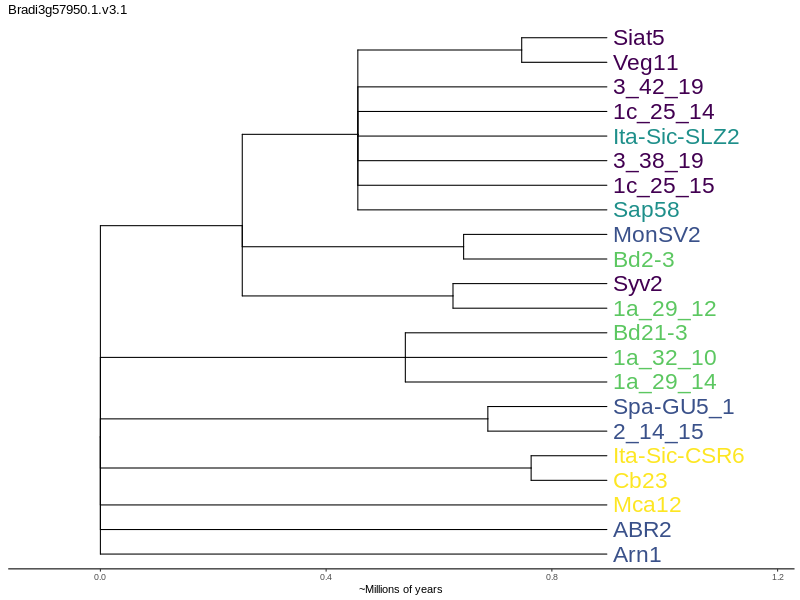 Bradi3g57950.1.v3.1
Siat5
Veg11
3_42_19
1c_25_14
Ita-Sic-SLZ2
3_38_19
1c_25_15
Sap58
MonSV2
Bd2-3
Syv2
1a_29_12
Bd21-3
1a_32_10
1a_29_14
Spa-GU5_1
2_14_15
Ita-Sic-CSR6
Cb23
Mca12
ABR2
Arn1
0.0 0.4 0.8 1.2
~Millions of years